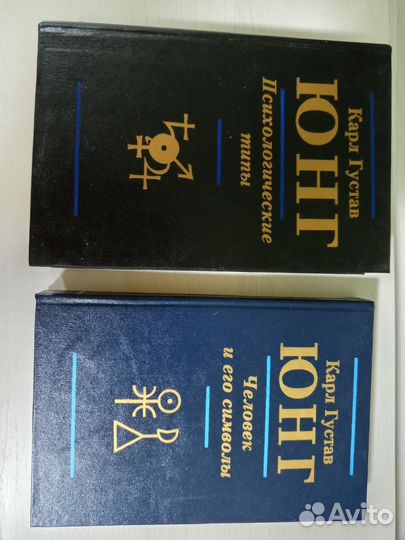 Карл Густав
ЮНГ
Психологические
типы
Карл Густав
ЮНГ
Человек
и его символы
Avito